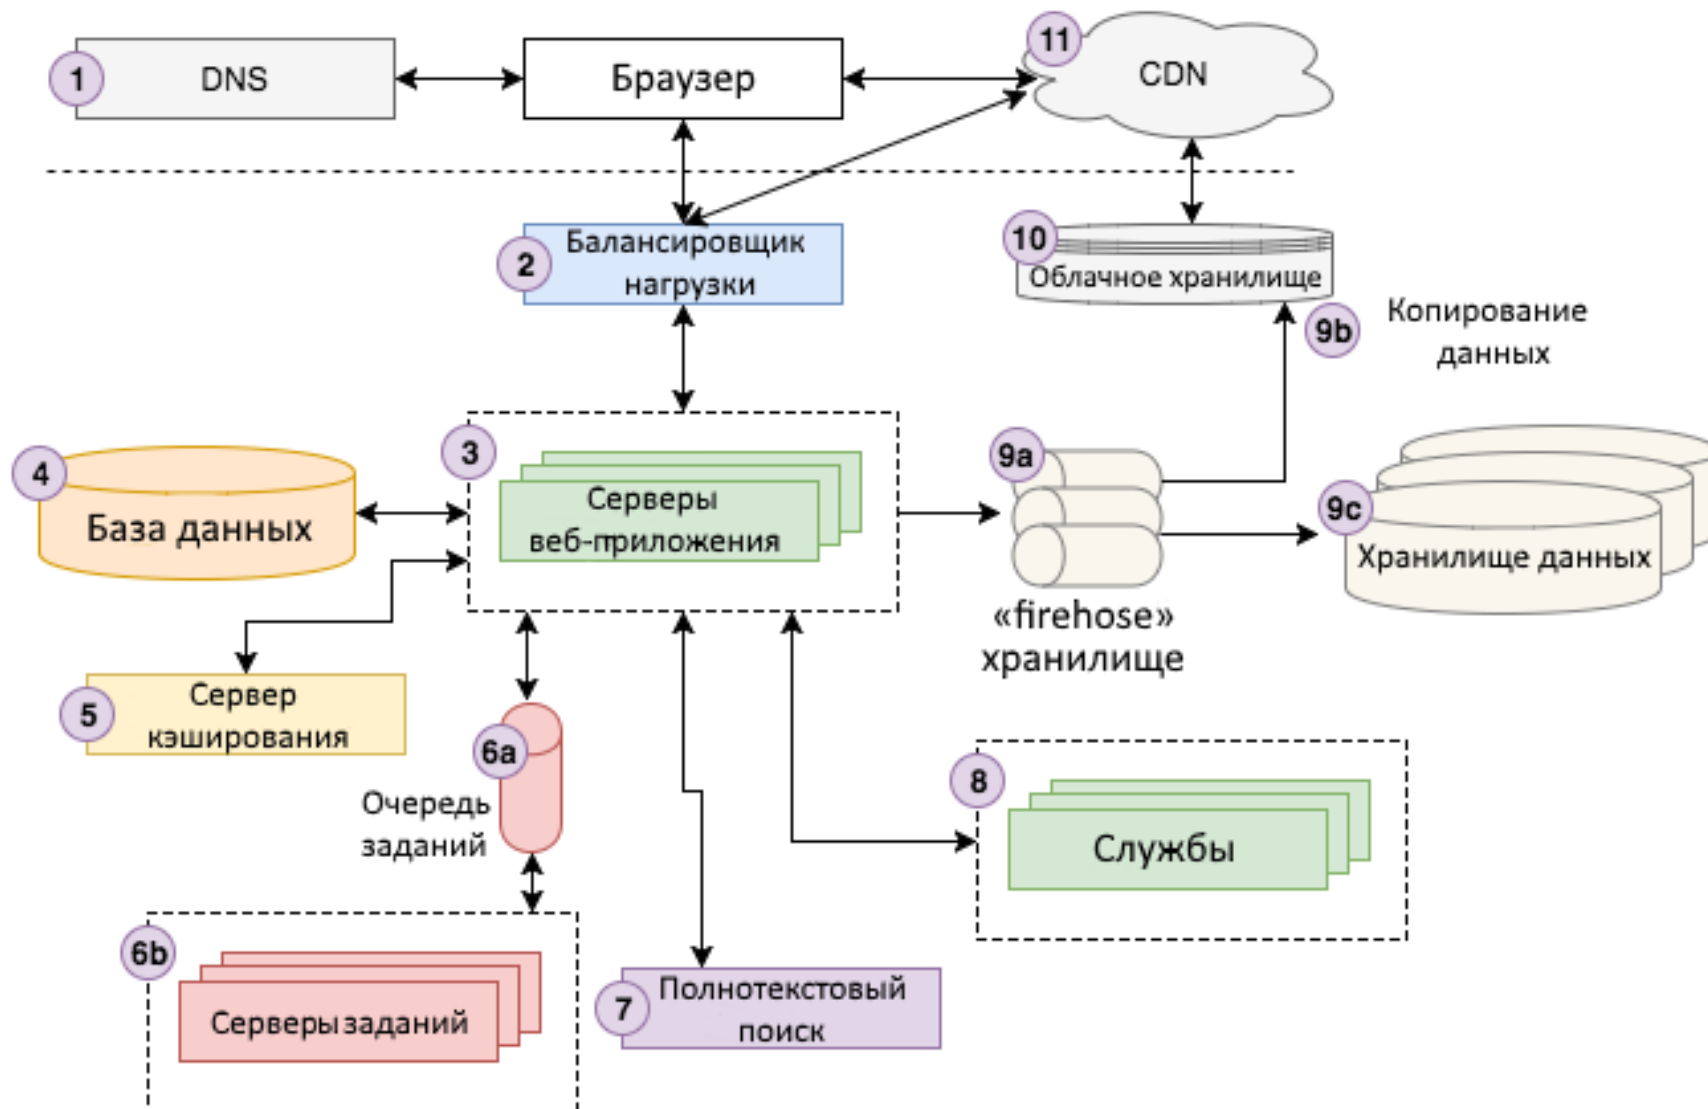 1
DNS
Браузер
11
CDN
2
Балансировщик
нагрузки
10
Облачное хранилище
9b
Копирование
данных
4
База данных
3
Серверы
веб-приложения
9a
«firehose»
хранилище
9c
Хранилище данных
5
Сервер
кэширования
6a
Очередь
заданий
8
Службы
6b
Серверы заданий
7
Полнотекстовый
поиск